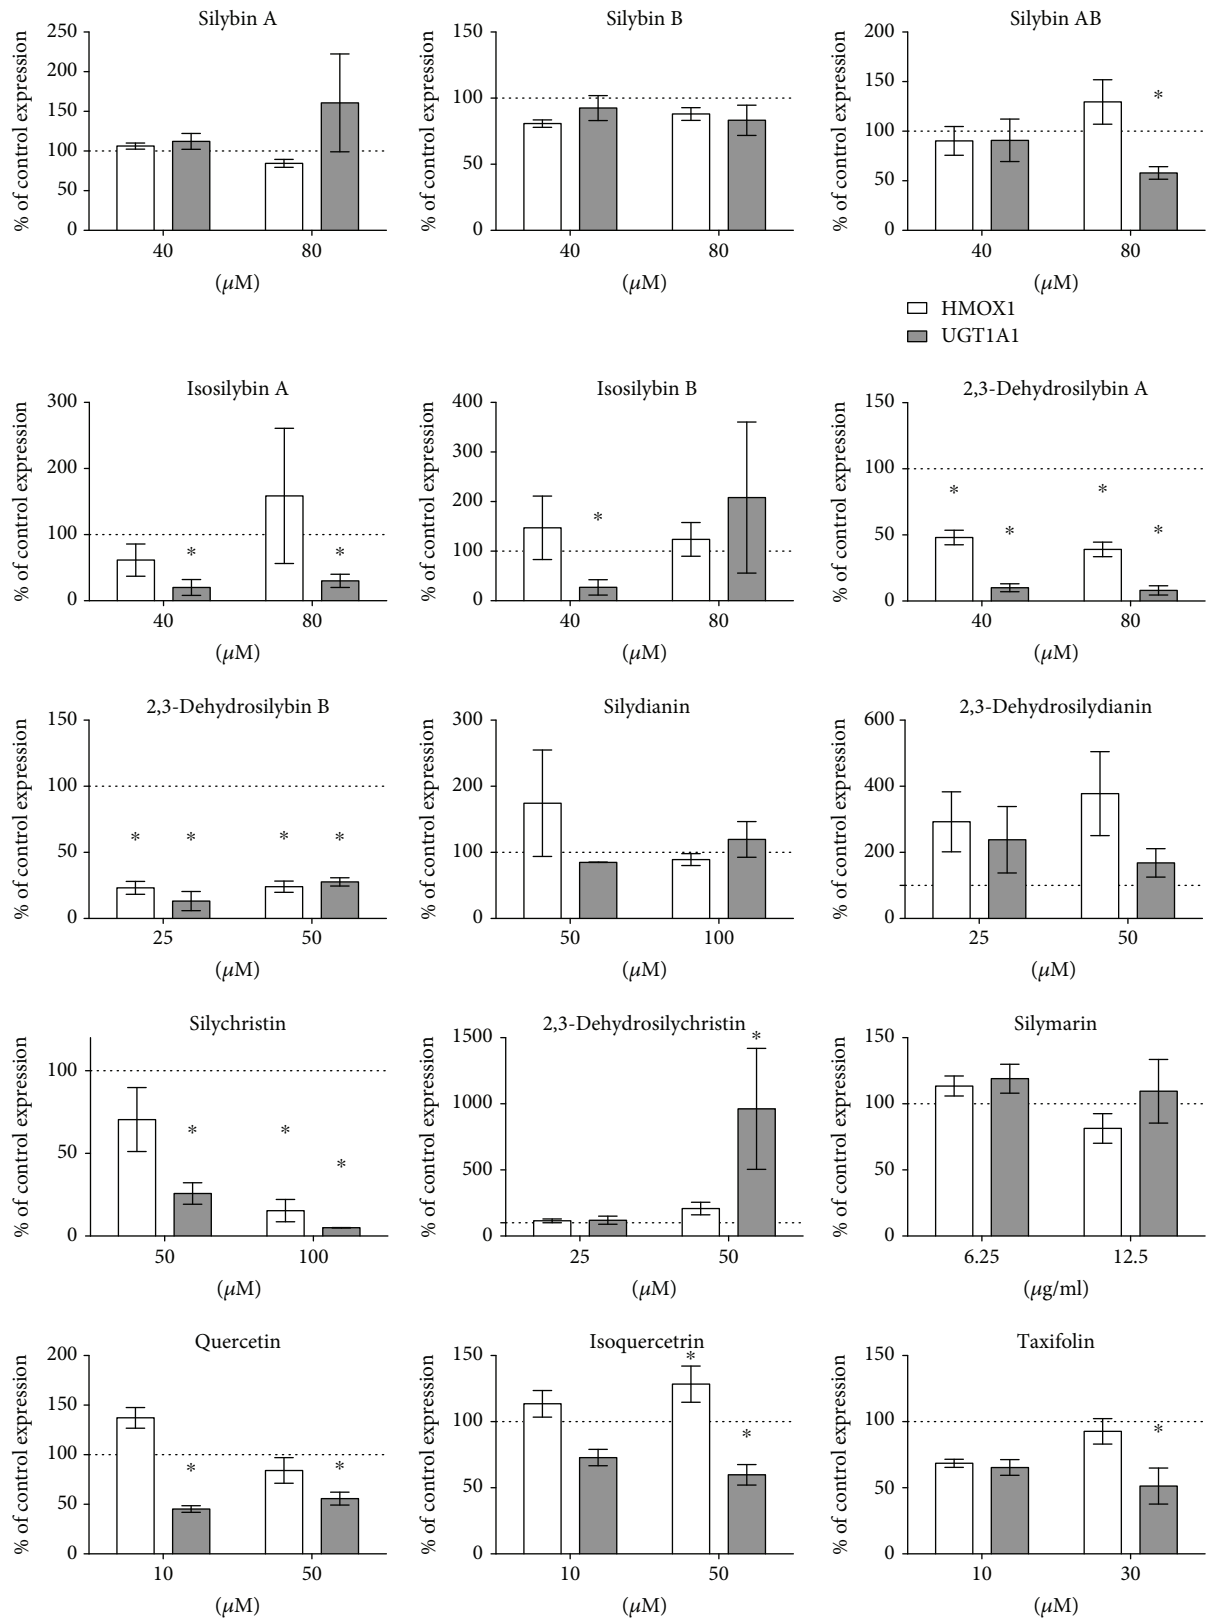 Silybin A
% of control expression
250
200
150
100
50
0
40
80
(μM)
Silybin B
% of control expression
150
100
50
0
40
80
(μM)
Silybin AB
% of control expression
200
150
100
50
0
*
40
80
(μM)
HMOX1
UGT1A1
Isosilybin A
% of control expression
300
200
100
0
*
*
40
80
(μM)
Isosilybin B
% of control expression
400
300
200
100
0
*
40
80
(μM)
2,3-Dehydrosilybin A
% of control expression
150
100
50
0
*
*
*
*
40
80
(μM)
2,3-Dehydrosilybin B
% of control expression
150
100
50
0
*
*
*
*
25
50
(μM)
Silydianin
% of control expression
300
200
100
0
50
100
(μM)
2,3-Dehydrosilydianin
% of control expression
600
400
200
0
25
50
(μM)
Silychristin
% of control expression
100
50
0
*
*
*
50
100
(μM)
2,3-Dehydrosilychristin
% of control expression
1500
1000
500
0
*
25
50
(μM)
Silymarin
% of control expression
150
100
50
0
6.25
12.5
(μg/ml)
Quercetin
% of control expression
200
150
100
50
0
*
*
10
50
(μM)
Isoquercetrin
% of control expression
150
100
50
0
*
*
10
50
(μM)
Taxifolin
% of control expression
150
100
50
0
*
10
30
(μM)